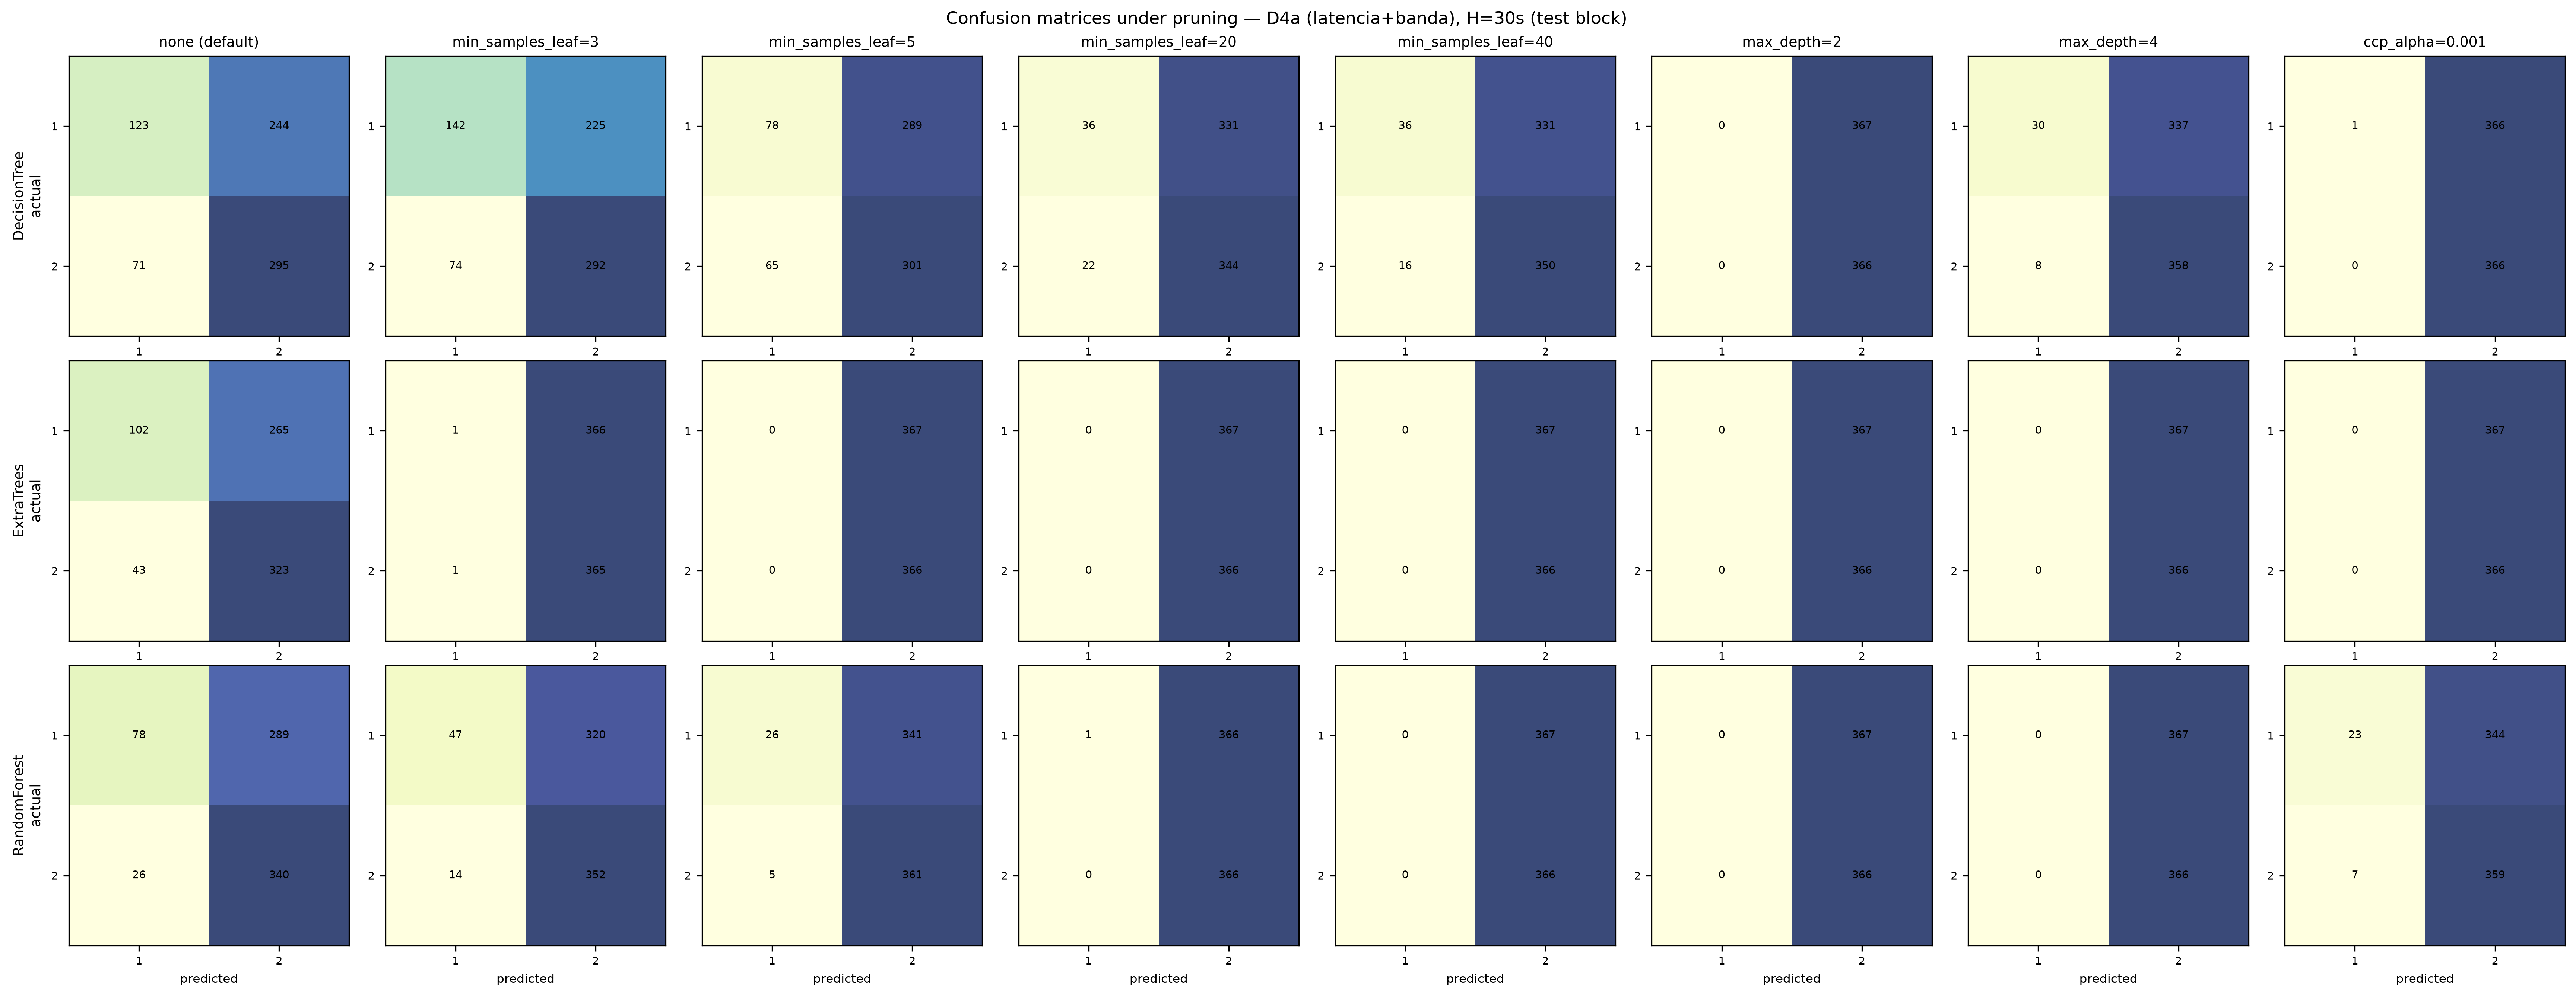 Confusion matrices under pruning — D4a (latencia+banda), H=30s (test block)
none (default) min_samples_leaf=3 min_samples_leaf=5 min_samples_leaf=20 min_samples_leaf=40 max_depth=2 max_depth=4 ccp_alpha=0.001
DecisionTree
actual
1 123 244 1 142 225 1 78 289 1 36 331 1 36 331 1 0 367 1 30 337 1 1 366
2 71 295 2 74 292 2 65 301 2 22 344 2 16 350 2 0 366 2 8 358 2 0 366
1 2 1 2 1 2 1 2 1 2 1 2 1 2 1 2
ExtraTrees
actual
1 102 265 1 1 366 1 0 367 1 0 367 1 0 367 1 0 367 1 0 367 1 0 367
2 43 323 2 1 365 2 0 366 2 0 366 2 0 366 2 0 366 2 0 366 2 0 366
1 2 1 2 1 2 1 2 1 2 1 2 1 2 1 2
RandomForest
actual
1 78 289 1 47 320 1 26 341 1 1 366 1 0 367 1 0 367 1 0 367 1 23 344
2 26 340 2 14 352 2 5 361 2 0 366 2 0 366 2 0 366 2 0 366 2 7 359
1 2 1 2 1 2 1 2 1 2 1 2 1 2 1 2
predicted predicted predicted predicted predicted predicted predicted predicted